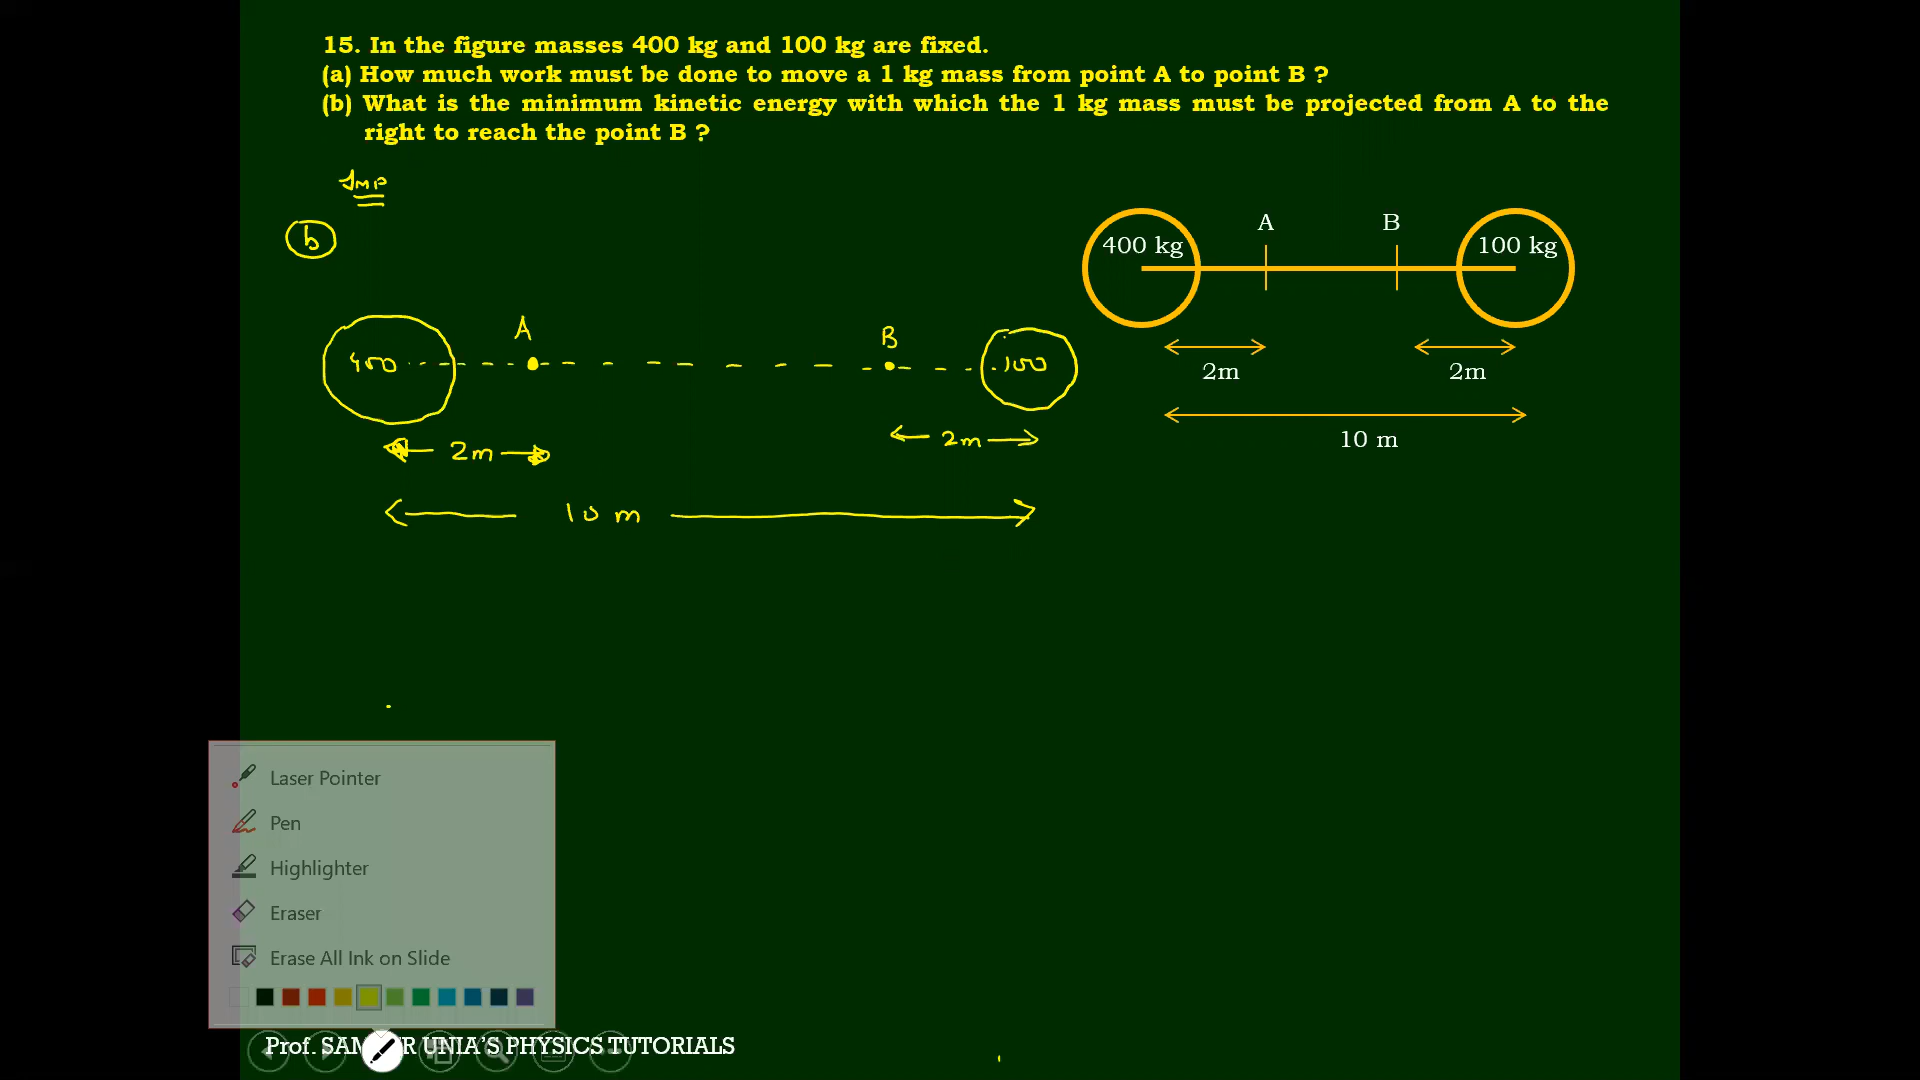 15. In the figure masses 400 kg and 100 kg are fixed.
(a) How much work must be done to move a 1 kg mass from point A to point B ?
(b) What is the minimum kinetic energy with which the 1 kg mass must be projected from A to the
right to reach the point B ?
Imp
b
A
B
400 kg
100 kg
A
B
400
100
2m
2m
10 m
2m
2m
10 m
Laser Pointer
Pen
Highlighter
Eraser
Erase All Ink on Slide
Prof. SAM R UNIA'S PHYSICS TUTORIALS